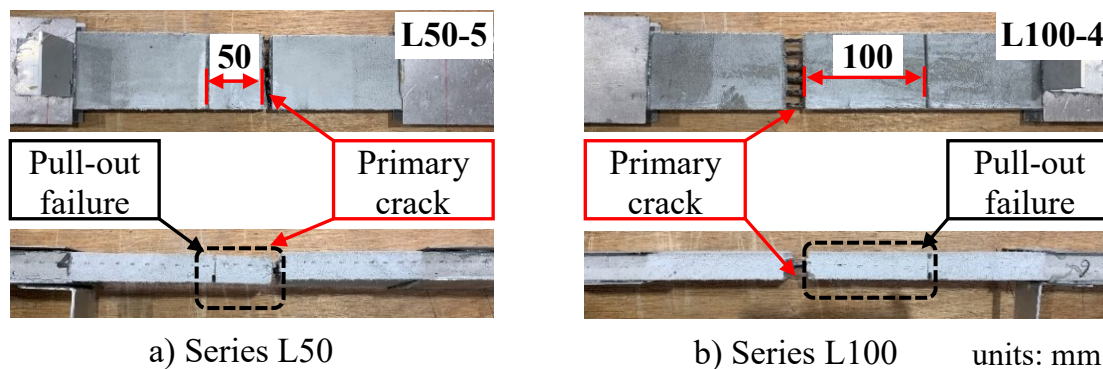 L50-5
50
Pull-out
failure
Primary
crack
a) Series L50
L100-4
100
Primary
crack
Pull-out
failure
b) Series L100
units: mm